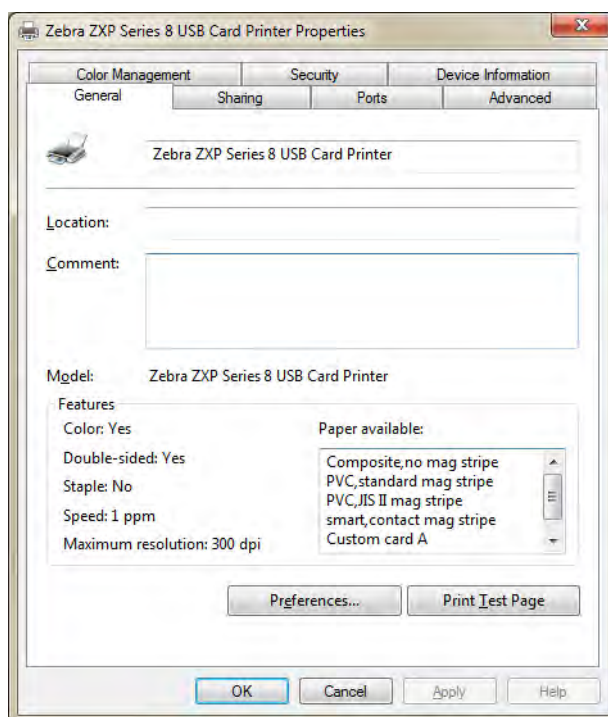 Zebra ZXP Series 8 USB Card Printer Properties
Color Management Security Device Information
General Sharing Ports Advanced
Zebra ZXP Series 8 USB Card Printer
Location:
Comment:
Model: Zebra ZXP Series 8 USB Card Printer
Features
Color: Yes Paper available:
Double-sided: Yes
Staple: No
Speed: 1 ppm
Maximum resolution: 300 dpi
Composite,no mag stripe
PVC,standard mag stripe
PVC,JIS II mag stripe
smart,contact mag stripe
Custom card A
Preferences... Print Test Page
OK Cancel Apply Help